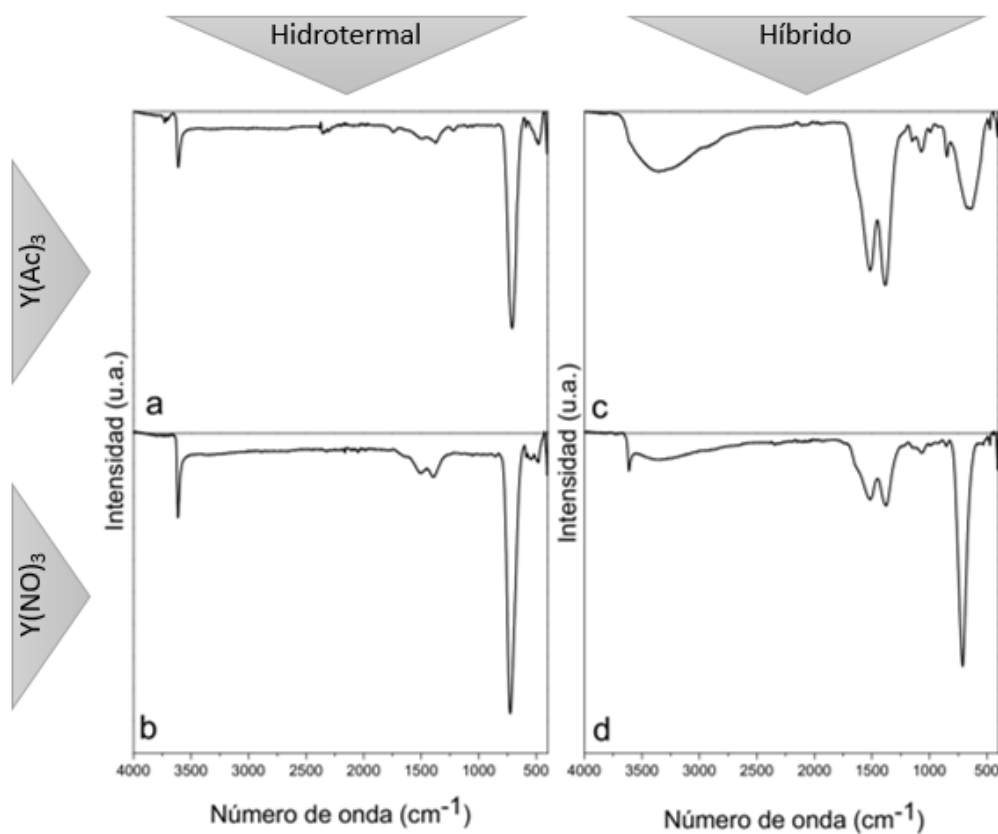 Hidrotermal
Híbrido
Y(Ac)₃
Y(NO)₃
Intensidad (u.a.)
Intensidad (u.a.)
a
c
b
d
4000 3500 3000 2500 2000 1500 1000 500
4000 3500 3000 2500 2000 1500 1000 500
Número de onda (cm⁻¹)
Número de onda (cm⁻¹)